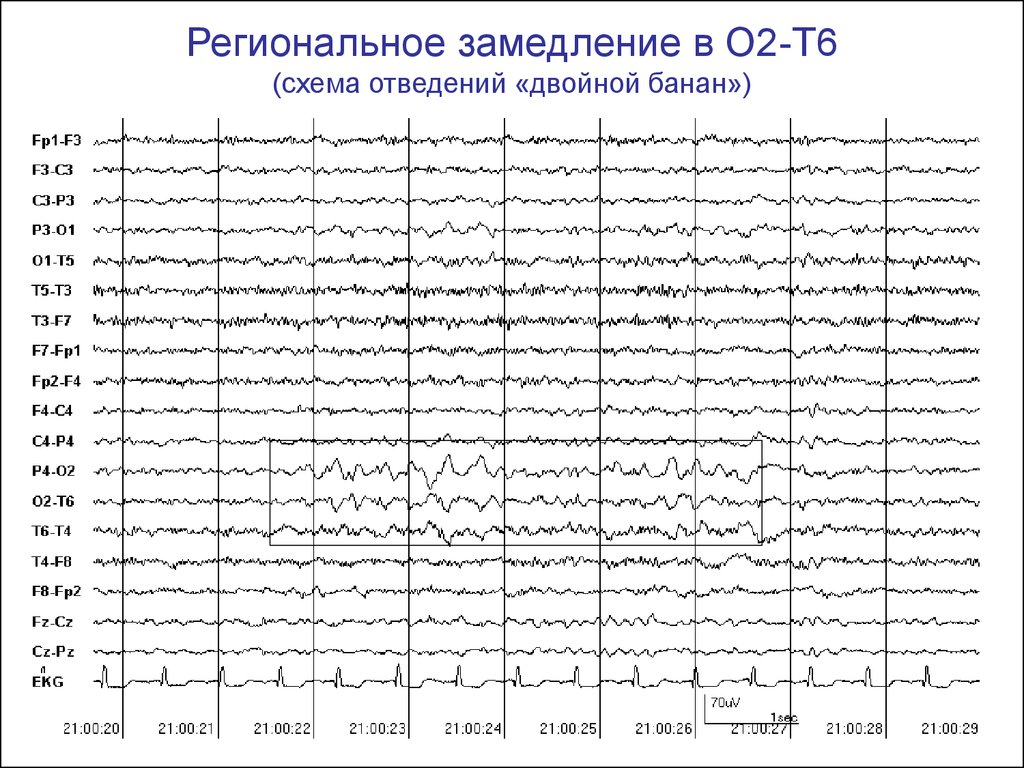 Региональное замедление в O2-T6
(схема отведений «двойной банан»)
Fp1-F3
F3-C3
C3-P3
P3-O1
O1-T5
T5-T3
T3-F7
F7-Fp1
Fp2-F4
F4-C4
C4-P4
P4-O2
O2-T6
T6-T4
T4-F8
F8-Fp2
Fz-Cz
Cz-Pz
EKG
70uV
1sec
21:00:20 21:00:21 21:00:22 21:00:23 21:00:24 21:00:25 21:00:26 21:00:27 21:00:28 21:00:29